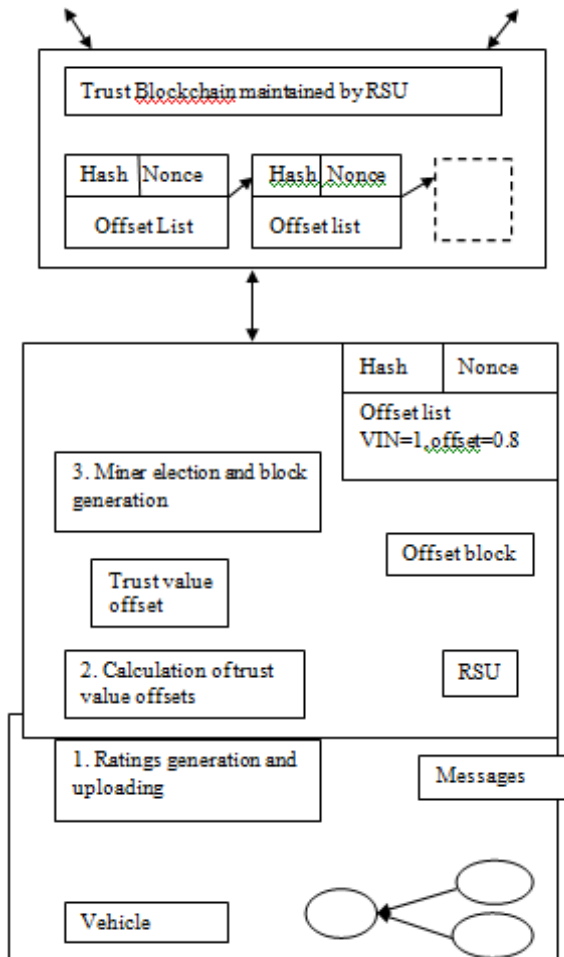 Trust Blockchain maintained by RSU
Hash Nonce
Offset List
Hash Nonce
Offset list
Hash Nonce
Offset list
VIN=1,offset=0.8
3. Miner election and block
generation
Offset block
Trust value
offset
2. Calculation of trust
value offsets
RSU
1. Ratings generation and
uploading
Messages
Vehicle